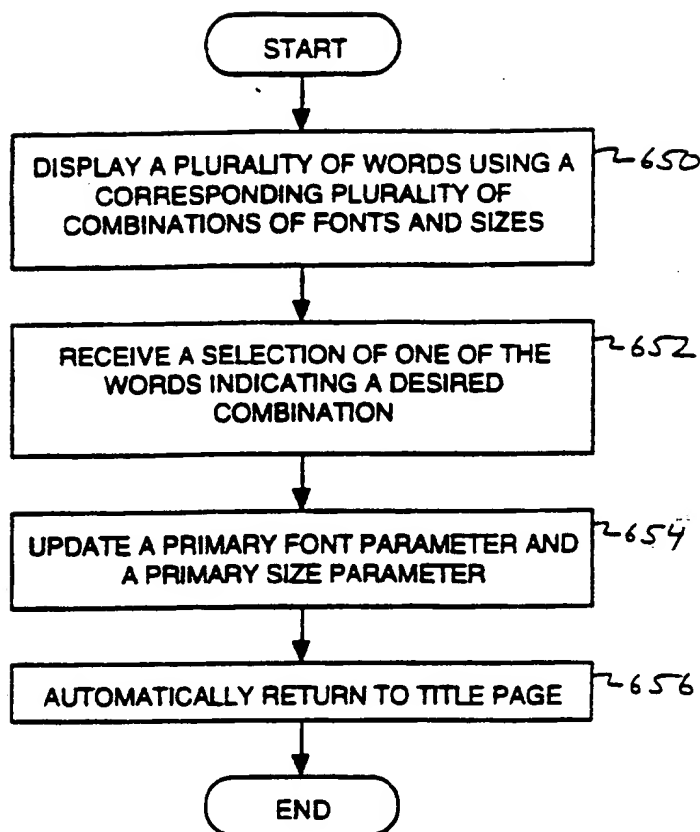 START
DISPLAY A PLURALITY OF WORDS USING A
CORRESPONDING PLURALITY OF
COMBINATIONS OF FONTS AND SIZES
650
RECEIVE A SELECTION OF ONE OF THE
WORDS INDICATING A DESIRED
COMBINATION
652
UPDATE A PRIMARY FONT PARAMETER AND
A PRIMARY SIZE PARAMETER
654
AUTOMATICALLY RETURN TO TITLE PAGE
656
END